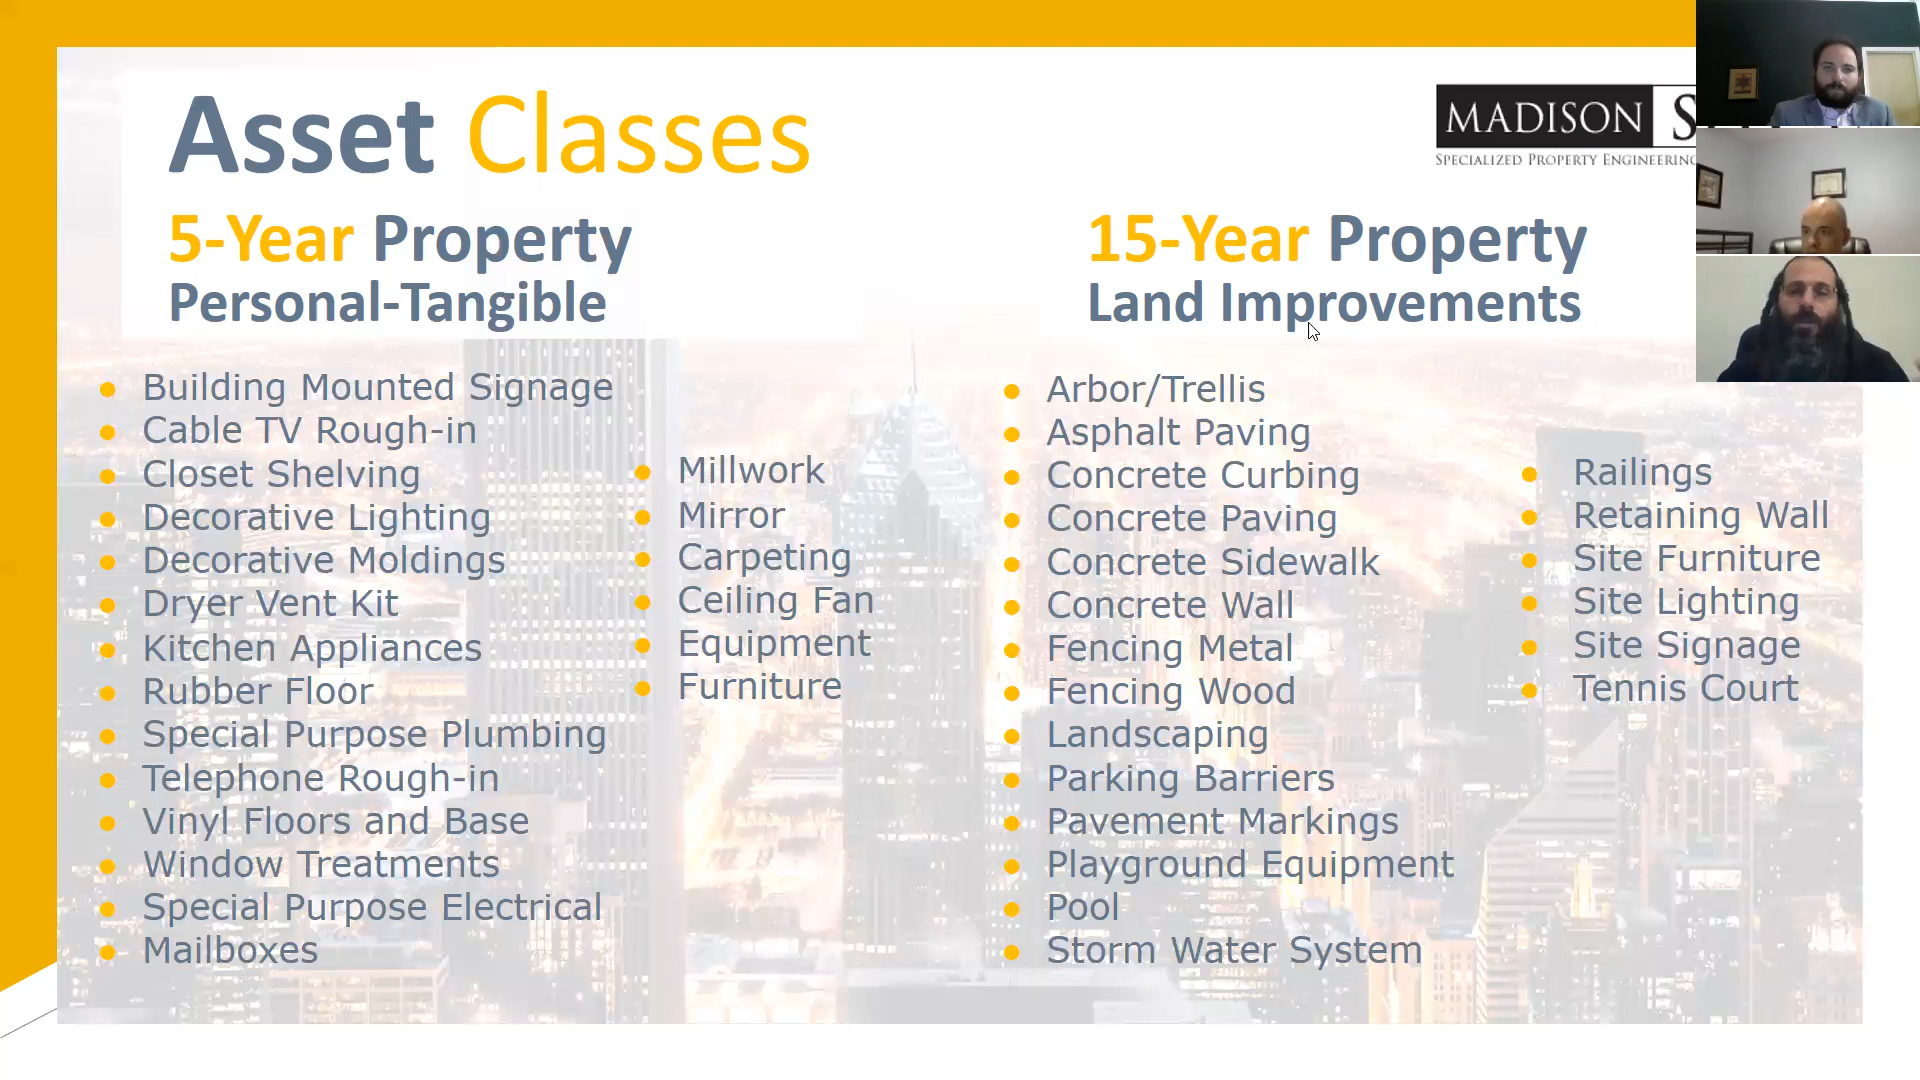 Asset Classes
MADISON S
SPECIALIZED PROPERTY ENGINEERING
5-Year Property
Personal-Tangible
Building Mounted Signage
Cable TV Rough-in
Closet Shelving
Decorative Lighting
Decorative Moldings
Dryer Vent Kit
Kitchen Appliances
Rubber Floor
Special Purpose Plumbing
Telephone Rough-in
Vinyl Floors and Base
Window Treatments
Special Purpose Electrical
Mailboxes
Millwork
Mirror
Carpeting
Ceiling Fan
Equipment
Furniture
15-Year Property
Land Improvements
Arbor/Trellis
Asphalt Paving
Concrete Curbing
Concrete Paving
Concrete Sidewalk
Concrete Wall
Fencing Metal
Fencing Wood
Landscaping
Parking Barriers
Pavement Markings
Playground Equipment
Pool
Storm Water System
Railings
Retaining Wall
Site Furniture
Site Lighting
Site Signage
Tennis Court